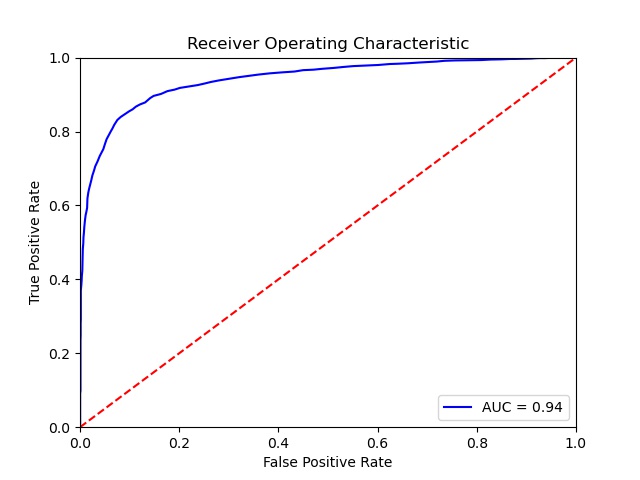 Receiver Operating Characteristic
1.0
0.8
0.6
0.4
0.2
0.0
True Positive Rate
AUC = 0.94
0.0 0.2 0.4 0.6 0.8 1.0
False Positive Rate